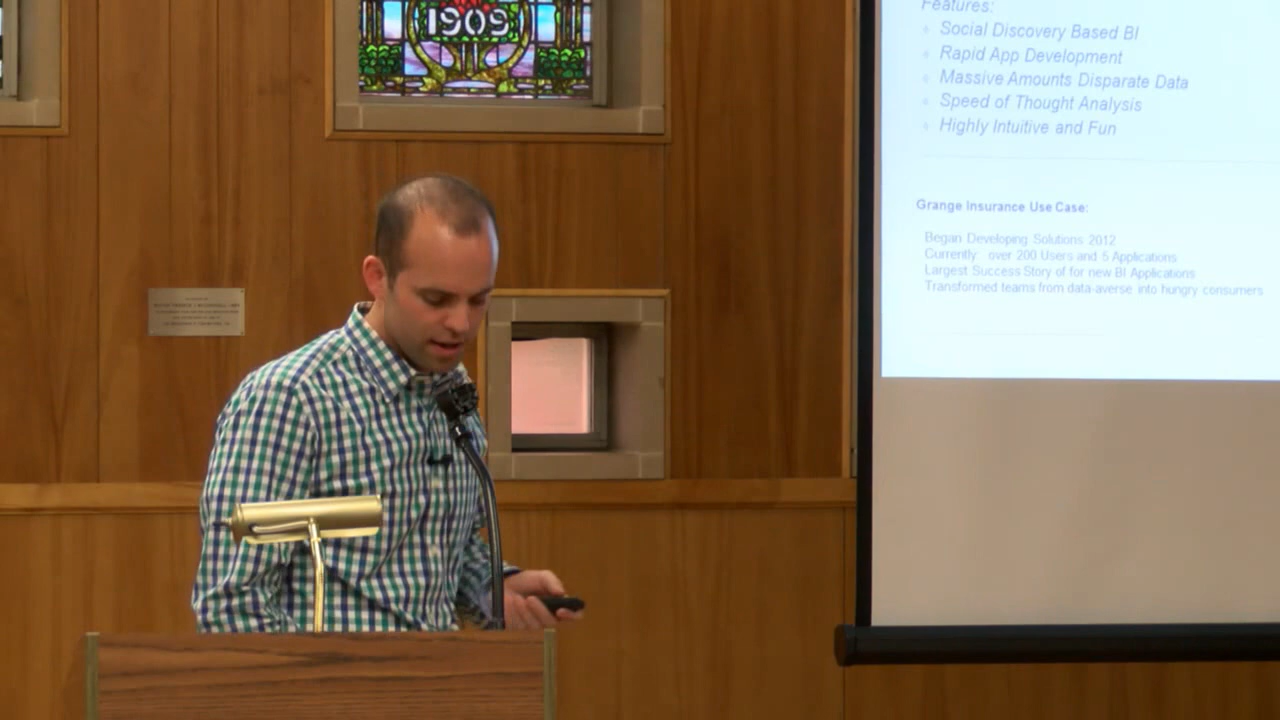 1909
Features:
Social Discovery Based BI
Rapid App Development
Massive Amounts Disparate Data
Speed of Thought Analysis
Highly Intuitive and Fun
Grange Insurance Use Case:
Began Developing Solutions 2012
Currently: over 200 Users and 5 Applications
Largest Success Story of for new BI Applications
Transformed teams from data-averse into hungry consumers